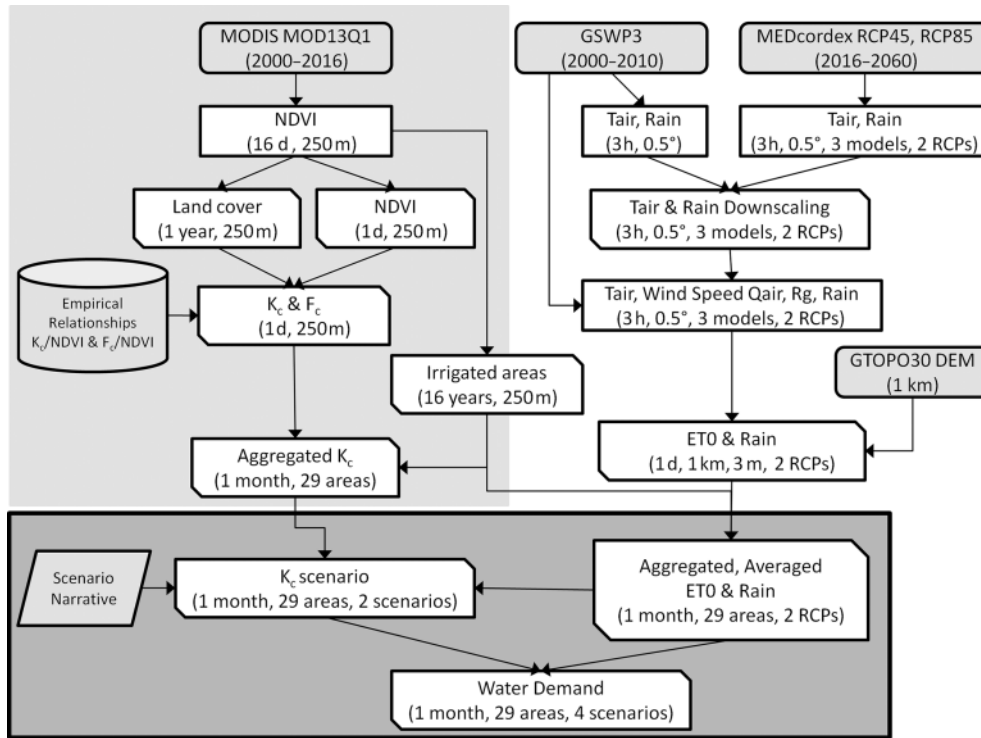 MODIS MOD13Q1
(2000–2016)
GSWP3
(2000–2010)
MEDcordex RCP45, RCP85
(2016–2060)
NDVI
(16 d, 250 m)
Tair, Rain
(3h, 0.5°)
Tair, Rain
(3h, 0.5°, 3 models, 2 RCPs)
Land cover
(1 year, 250 m)
NDVI
(1d, 250 m)
Tair & Rain Downscaling
(3h, 0.5°, 3 models, 2 RCPs)
Empirical
Relationships
Kc/NDVI & Fc/NDVI
Kc & Fc
(1d, 250 m)
Tair, Wind Speed Qair, Rg, Rain
(3h, 0.5°, 3 models, 2 RCPs)
Irrigated areas
(16 years, 250 m)
GTOPO30 DEM
(1 km)
Aggregated Kc
(1 month, 29 areas)
ET0 & Rain
(1d, 1km, 3 m, 2 RCPs)
Scenario
Narrative
Kc scenario
(1 month, 29 areas, 2 scenarios)
Aggregated, Averaged
ET0 & Rain
(1 month, 29 areas, 2 RCPs)
Water Demand
(1 month, 29 areas, 4 scenarios)